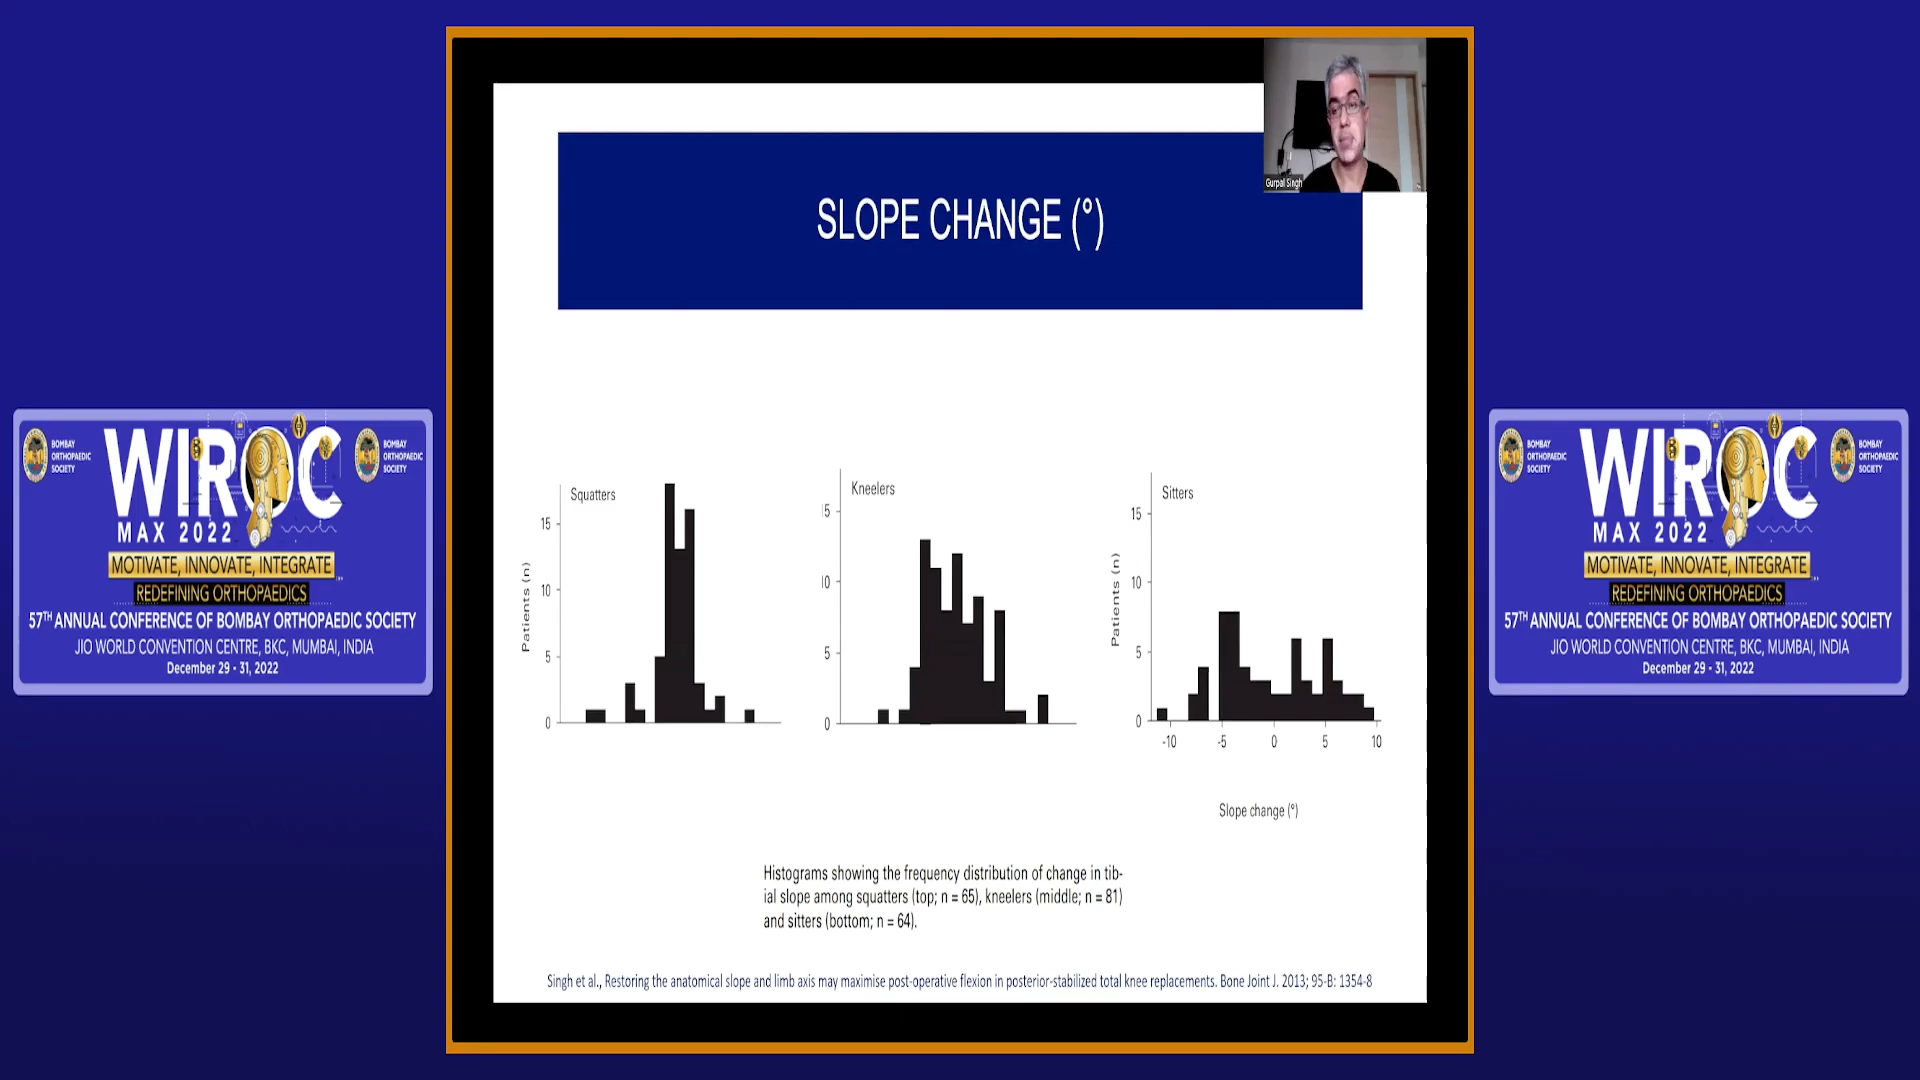 Gurpal Singh
SLOPE CHANGE (°)
Squatters
Patients (n)
15
10
5
0
Kneelers
15
10
5
0
Sitters
Patients (n)
15
10
5
0
-10 -5 0 5 10
Slope change (°)
Histograms showing the frequency distribution of change in tib-
ial slope among squatters (top; n = 65), kneelers (middle; n = 81)
and sitters (bottom; n = 64).
Singh et al., Restoring the anatomical slope and limb axis may maximise post-operative flexion in posterior-stabilized total knee replacements. Bone Joint J. 2013; 95-B: 1354-8
BOMBAY
ORTHOPAEDIC
SOCIETY
WIROC
BOMBAY
ORTHOPAEDIC
SOCIETY
MAX 2022
MOTIVATE, INNOVATE, INTEGRATE
REDEFINING ORTHOPAEDICS
57TH ANNUAL CONFERENCE OF BOMBAY ORTHOPAEDIC SOCIETY
JIO WORLD CONVENTION CENTRE, BKC, MUMBAI, INDIA
December 29 - 31, 2022
BOMBAY
ORTHOPAEDIC
SOCIETY
WIROC
BOMBAY
ORTHOPAEDIC
SOCIETY
MAX 2022
MOTIVATE, INNOVATE, INTEGRATE
REDEFINING ORTHOPAEDICS
57TH ANNUAL CONFERENCE OF BOMBAY ORTHOPAEDIC SOCIETY
JIO WORLD CONVENTION CENTRE, BKC, MUMBAI, INDIA
December 29 - 31, 2022